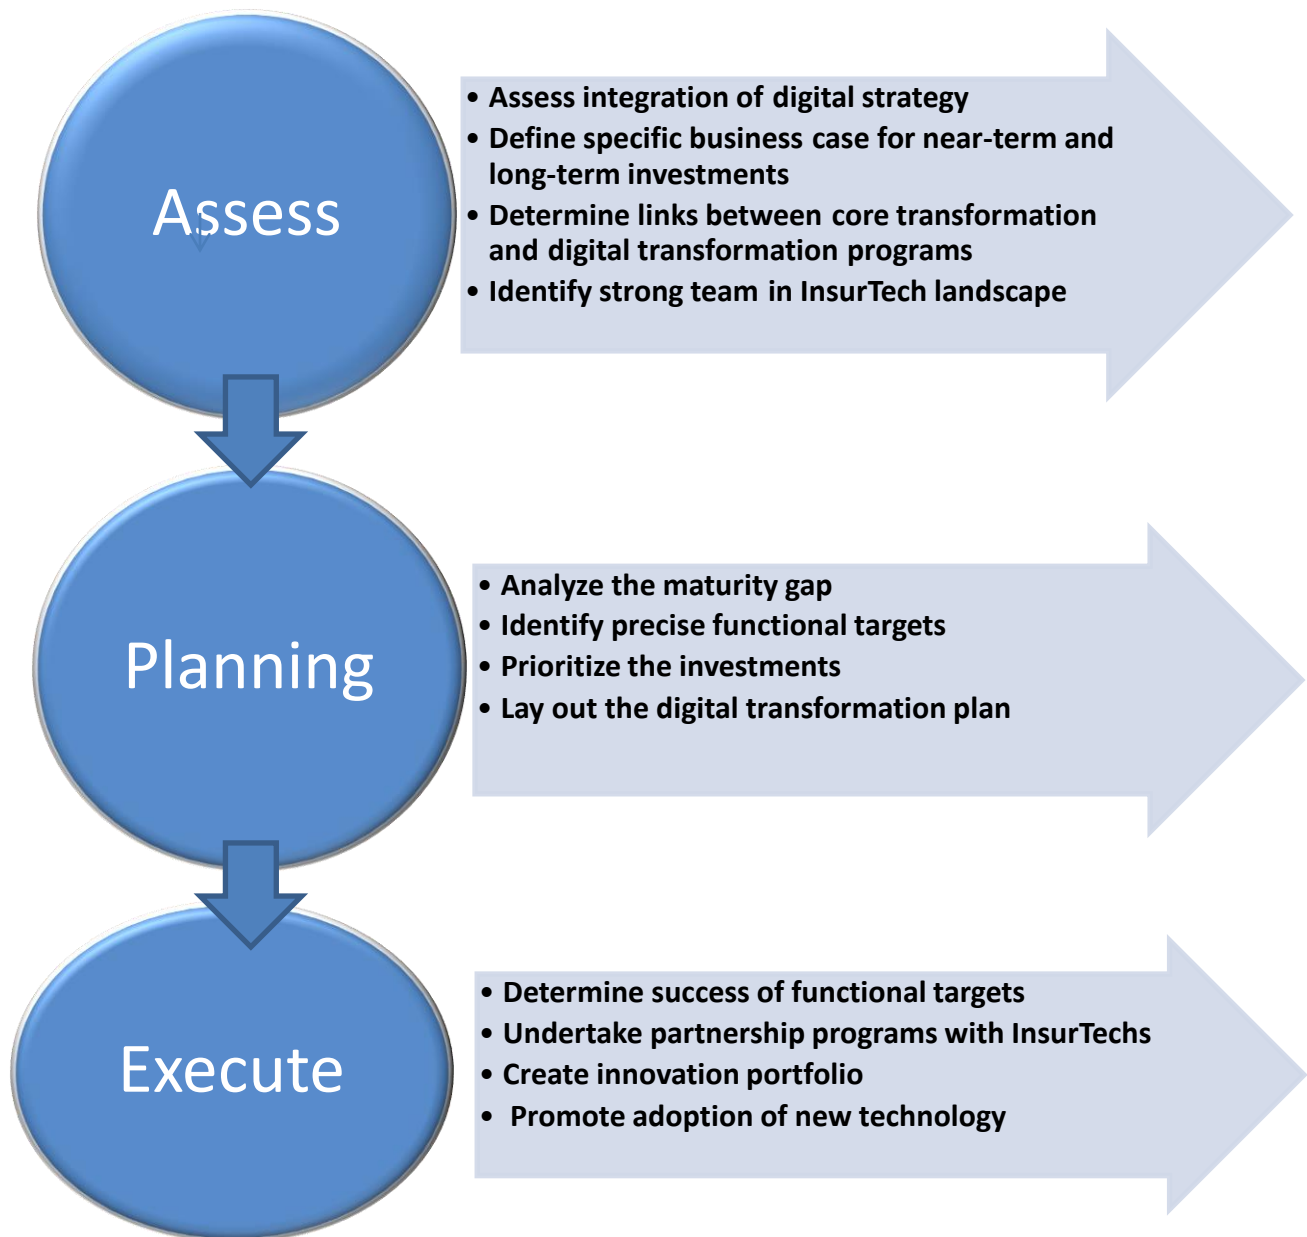 Assess
• Assess integration of digital strategy
• Define specific business case for near-term and
long-term investments
• Determine links between core transformation
and digital transformation programs
• Identify strong team in InsurTech landscape
Planning
• Analyze the maturity gap
• Identify precise functional targets
• Prioritize the investments
• Lay out the digital transformation plan
Execute
• Determine success of functional targets
• Undertake partnership programs with InsurTechs
• Create innovation portfolio
• Promote adoption of new technology